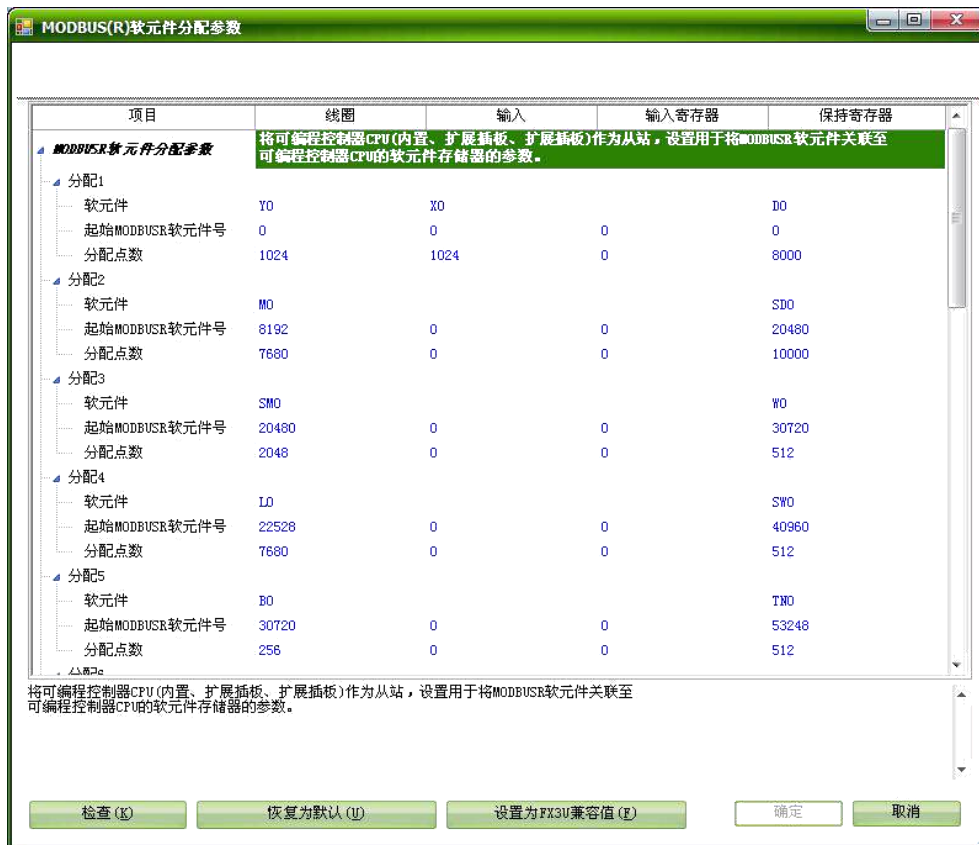 MODBUS(R)软元件分配参数
项目 线圈 输入 输入寄存器 保持寄存器
MODBUSR软元件分配参数 将可编程控制器CPU(内置、扩展插板、扩展插板)作为从站，设置用于将MODBUSR软元件关联至
可编程控制器CPU的软元件存储器的参数。
分配1
软元件 Y0 X0 D0
起始MODBUSR软元件号 0 0 0 0
分配点数 1024 1024 0 8000
分配2
软元件 M0 SD0
起始MODBUSR软元件号 8192 0 0 20480
分配点数 7680 0 0 10000
分配3
软元件 SM0 W0
起始MODBUSR软元件号 20480 0 0 30720
分配点数 2048 0 0 512
分配4
软元件 L0 SW0
起始MODBUSR软元件号 22528 0 0 40960
分配点数 7680 0 0 512
分配5
软元件 B0 TN0
起始MODBUSR软元件号 30720 0 0 53248
分配点数 256 0 0 512
分配6
将可编程控制器CPU(内置、扩展插板、扩展插板)作为从站，设置用于将MODBUSR软元件关联至
可编程控制器CPU的软元件存储器的参数。
检查(K) 恢复为默认(U) 设置为FX3U兼容值(F) 确定 取消